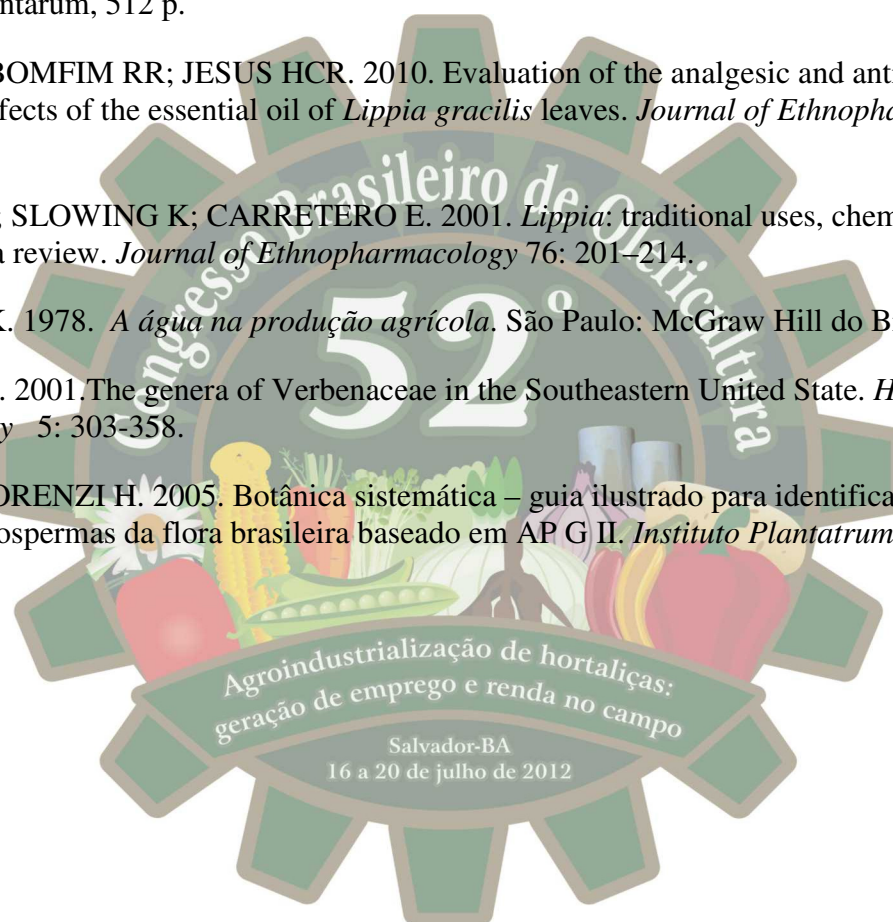 ntarum, 512 p.
BOMFIM RR; JESUS HCR. 2010. Evaluation of the analgesic and anti
ffects of the essential oil of Lippia gracilis leaves. Journal of Ethnopha
; SLOWING K; CARRETERO E. 2001. Lippia: traditional uses, chem
a review. Journal of Ethnopharmacology 76: 201–214.
K. 1978. A água na produção agrícola. São Paulo: McGraw Hill do B
. 2001.The genera of Verbenaceae in the Southeastern United State. H
y 5: 303-358.
ORENZI H. 2005. Botânica sistemática – guia ilustrado para identifica
ospermas da flora brasileira baseado em AP G II. Instituto Plantatrum
Congresso Brasileiro de Olericultura
52º
Agroindustrialização de hortaliças:
geração de emprego e renda no campo
Salvador-BA
16 a 20 de julho de 2012